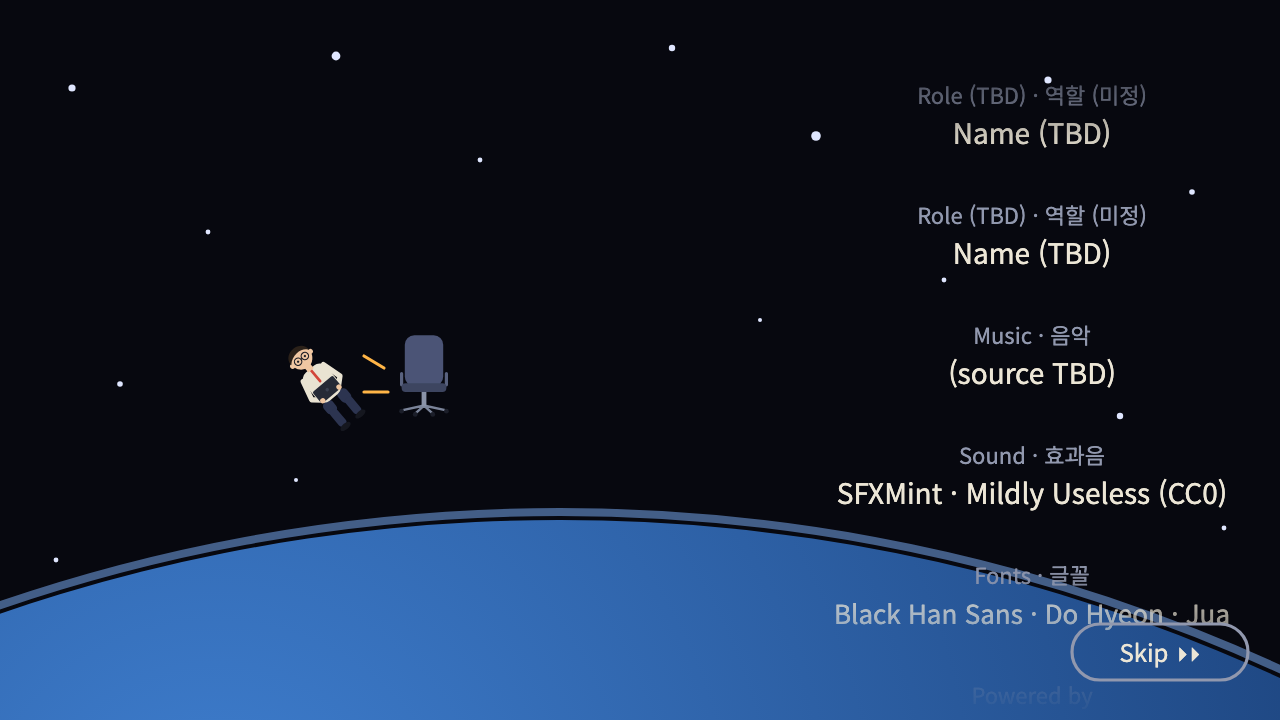 Role (TBD) · 역할 (미정)
Name (TBD)
Role (TBD) · 역할 (미정)
Name (TBD)
Music · 음악
(source TBD)
Sound · 효과음
SFXMint · Mildly Useless (CC0)
Fonts · 글꼴
Black Han Sans · Do Hyeon · Jua
Skip
Powered by